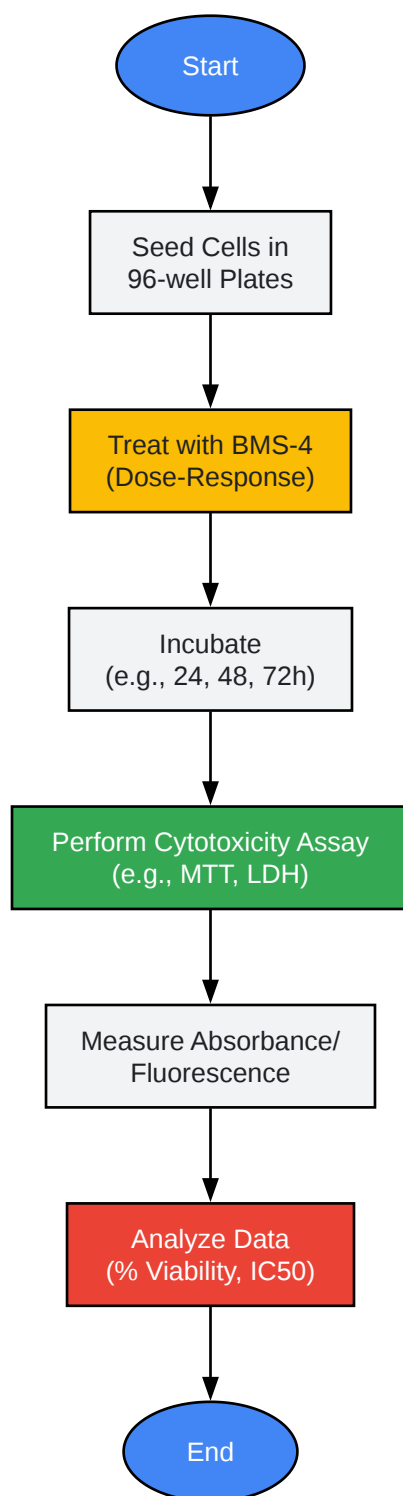 Start
Seed Cells in
96-well Plates
Treat with BMS-4
(Dose-Response)
Incubate
(e.g., 24, 48, 72h)
Perform Cytotoxicity Assay
(e.g., MTT, LDH)
Measure Absorbance/
Fluorescence
Analyze Data
(% Viability, IC50)
End